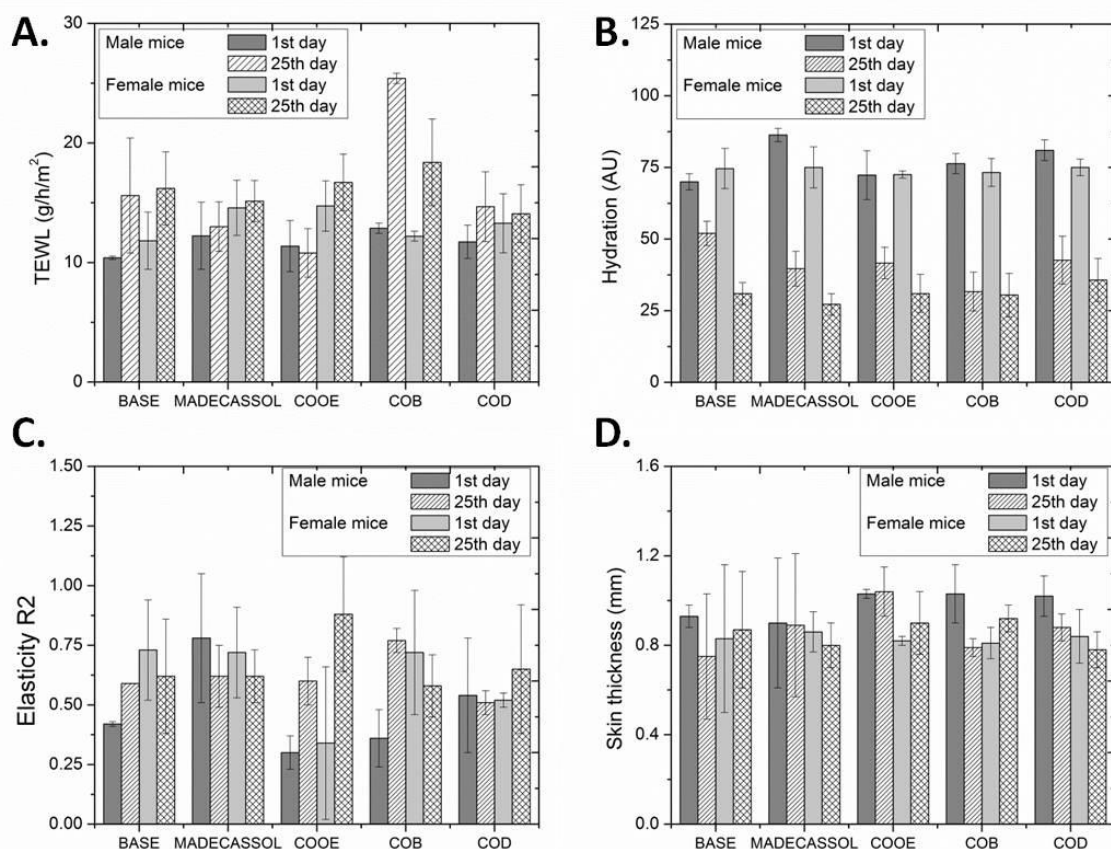 A.
30
20
10
0
TEWL (g/h/m²)
Male mice
1st day
25th day
Female mice
1st day
25th day
BASE
MADECASSOL
COOE
COB
COD
B.
125
100
75
50
25
0
Hydration (AU)
Male mice
1st day
25th day
Female mice
1st day
25th day
BASE
MADECASSOL
COOE
COB
COD
C.
1.50
1.25
1.00
0.75
0.50
0.25
0.00
Elasticity R2
Male mice
1st day
25th day
Female mice
1st day
25th day
BASE
MADECASSOL
COOE
COB
COD
D.
1.6
1.2
0.8
0.4
0.0
Skin thickness (mm)
Male mice
1st day
25th day
Female mice
1st day
25th day
BASE
MADECASSOL
COOE
COB
COD